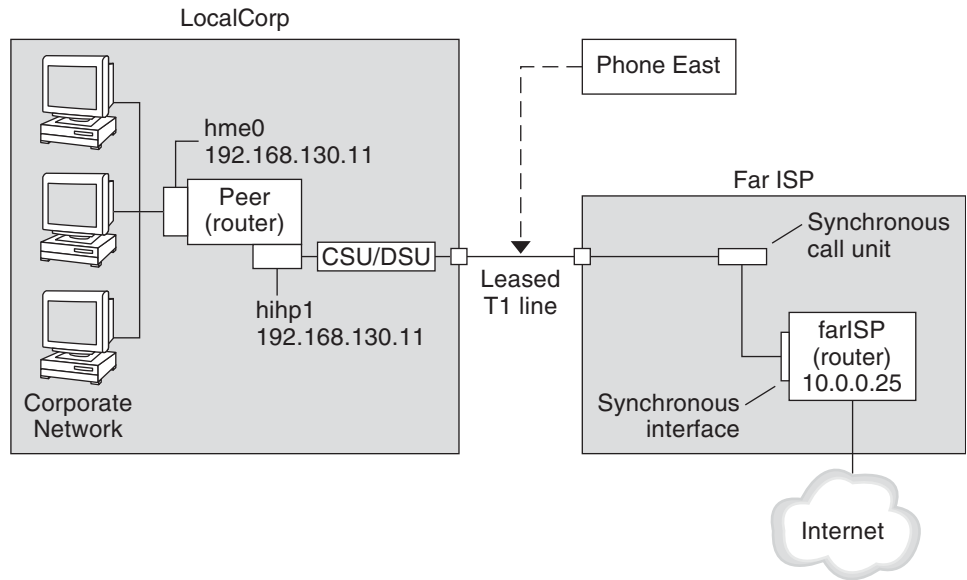 LocalCorp
Phone East
hme0
192.168.130.11
Peer
(router)
Far ISP
Synchronous
call unit
CSU/DSU
Leased
T1 line
hihp1
192.168.130.11
farISP
(router)
10.0.0.25
Corporate
Network
Synchronous
interface
Internet